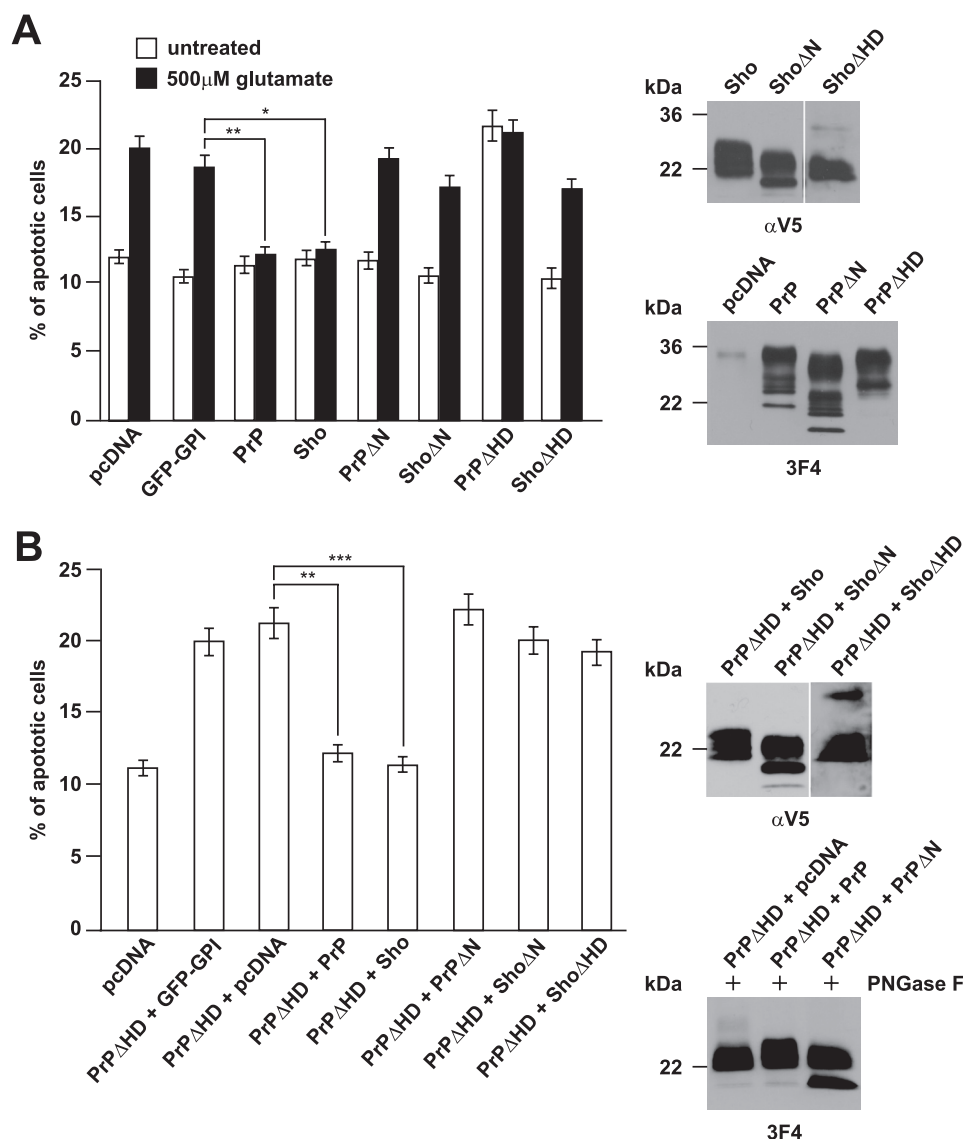 A
untreated
500μM glutamate
% of apototic cells
25
20
15
10
5
0
*
**
pcDNA
GFP-GPI
PrP
Sho
PrPΔN
ShoΔN
PrPΔHD
ShoΔHD
kDa
Sho
ShoΔN
ShoΔHD
36
22
αV5
kDa
pcDNA
PrP
PrPΔN
PrPΔHD
36
22
3F4
B
% of apototic cells
25
20
15
10
5
0
***
**
pcDNA
PrPΔHD + GFP-GPI
PrPΔHD + pcDNA
PrPΔHD + PrP
PrPΔHD + Sho
PrPΔHD + PrPΔN
PrPΔHD + ShoΔN
PrPΔHD + ShoΔHD
kDa
PrPΔHD + Sho
PrPΔHD + ShoΔN
PrPΔHD + ShoΔHD
22
αV5
PrPΔHD + pcDNA
PrPΔHD + PrP
PrPΔHD + PrPΔN
kDa + + + PNGase F
22
3F4